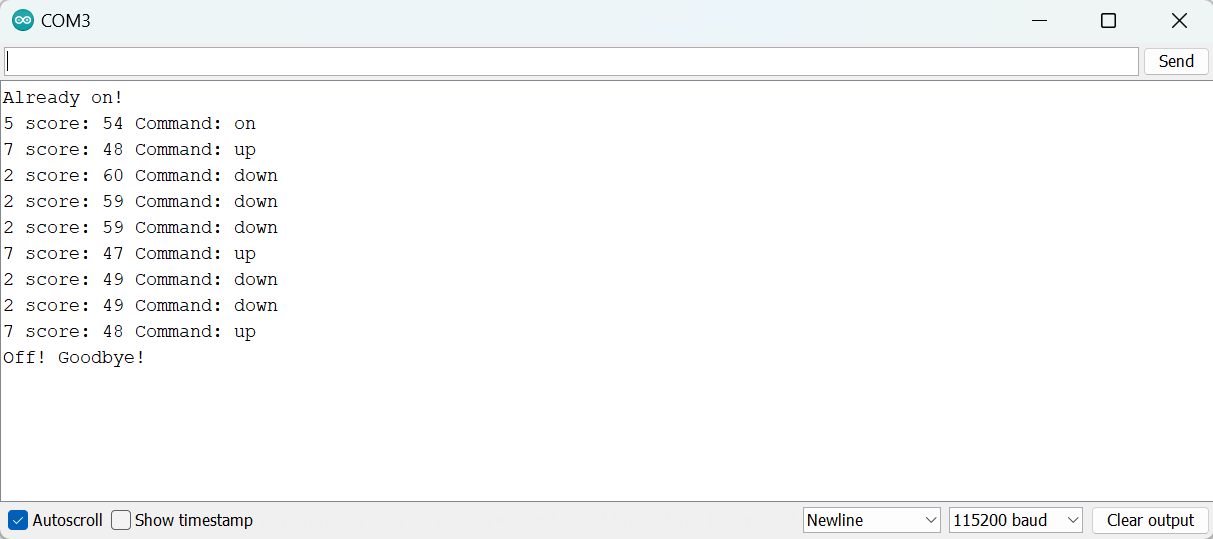 COM3
Send
Already on!
5 score: 54 Command: on
7 score: 48 Command: up
2 score: 60 Command: down
2 score: 59 Command: down
2 score: 59 Command: down
7 score: 47 Command: up
2 score: 49 Command: down
2 score: 49 Command: down
7 score: 48 Command: up
Off! Goodbye!
Autoscroll Show timestamp Newline 115200 baud Clear output